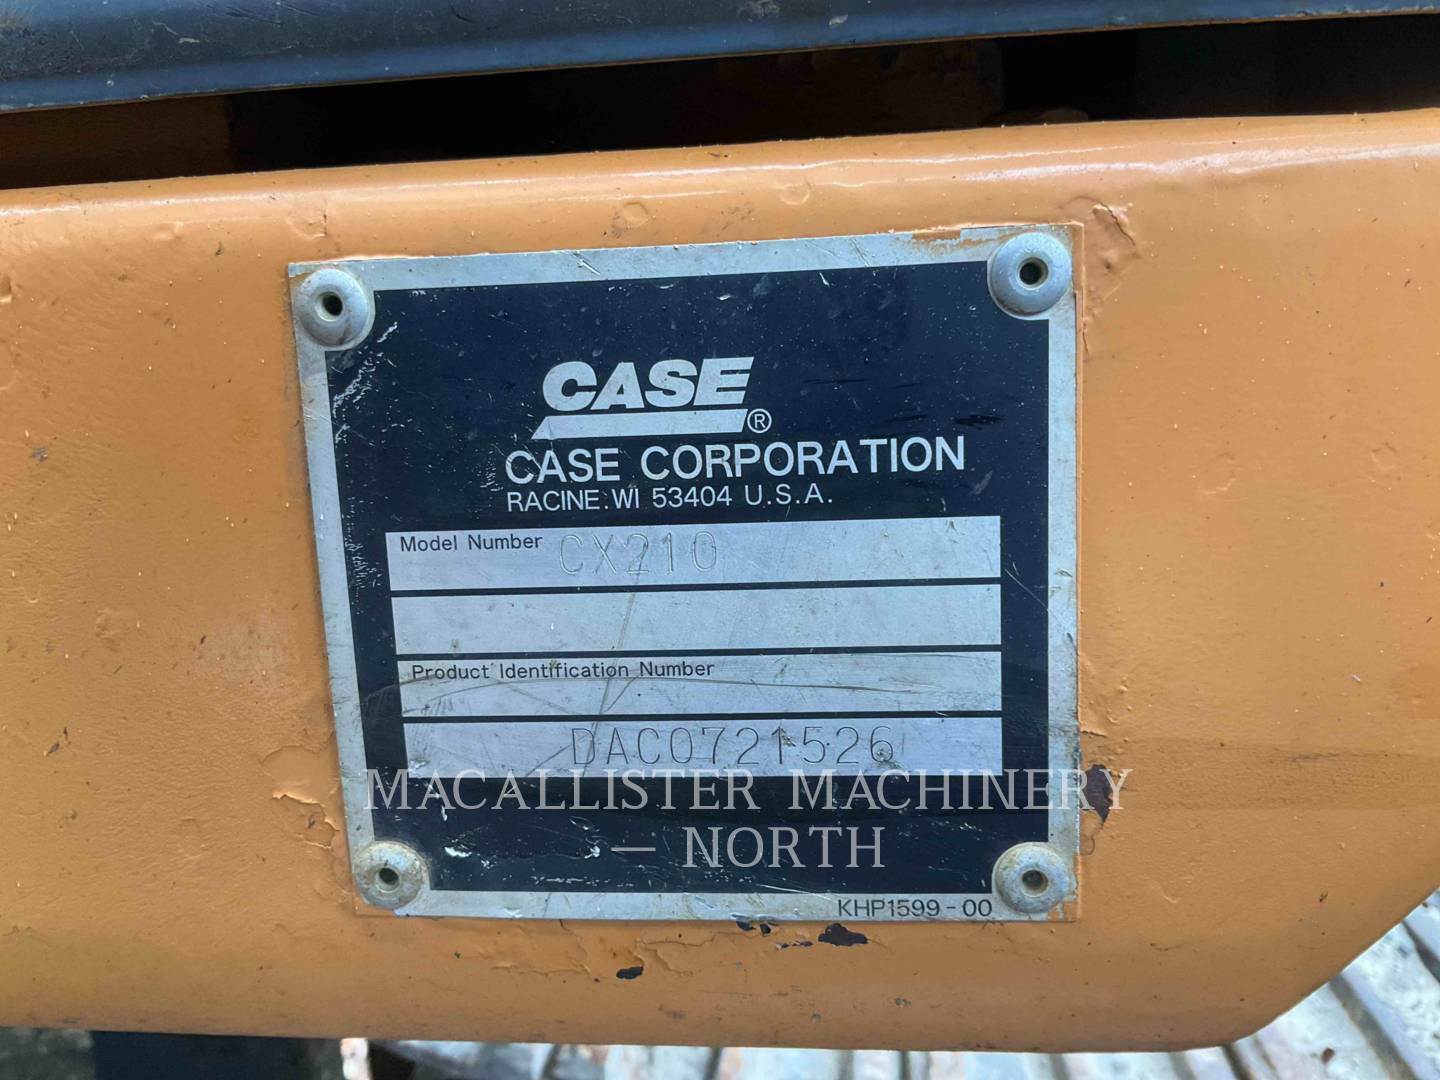 CASE®
CASE CORPORATION
RACINE.WI 53404 U.S.A.
Model Number CX210
Product Identification Number
DAC0721526
MACALLISTER MACHINERY
— NORTH
KHP1599-00